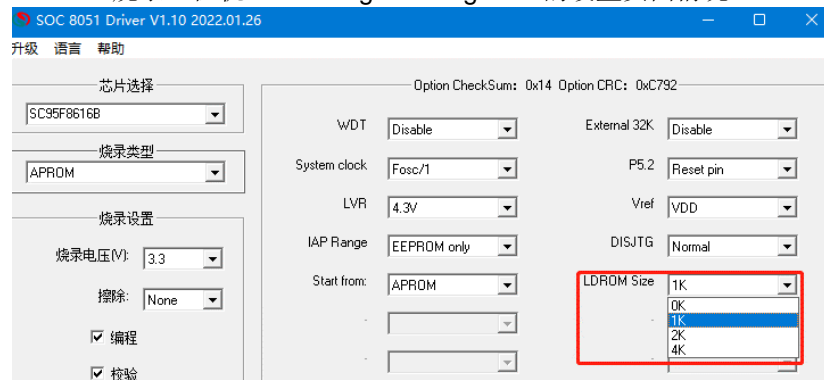 SOC 8051 Driver V1.10 2022.01.26
升级 语言 帮助
芯片选择
SC95F8616B
烧录类型
APROM
烧录设置
烧录电压(V): 3.3
擦除: None
编程
校验
Option CheckSum: 0x14 Option CRC: 0xC792
WDT Disable External 32K Disable
System clock Fosc/1 P5.2 Reset pin
LVR 4.3V Vref VDD
IAP Range EEPROM only DISJTG Normal
Start from: APROM LDROM Size 1K
0K
1K
2K
4K